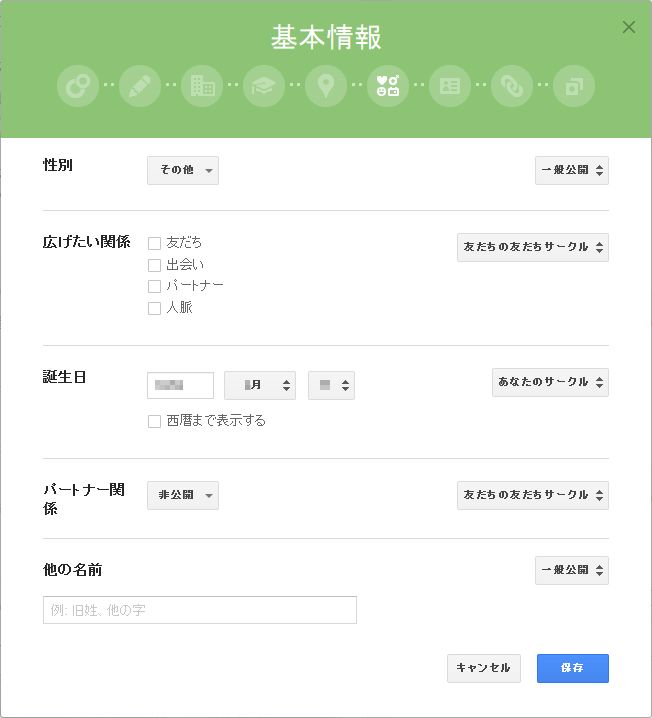 基本情報
性別
その他
一般公開
広げたい関係
友だち
出会い
パートナー
人脈
友だちの友だちサークル
誕生日
月
あなたのサークル
西暦まで表示する
パートナー関
係
非公開
友だちの友だちサークル
他の名前
一般公開
例: 旧姓、他の字
キャンセル
保存